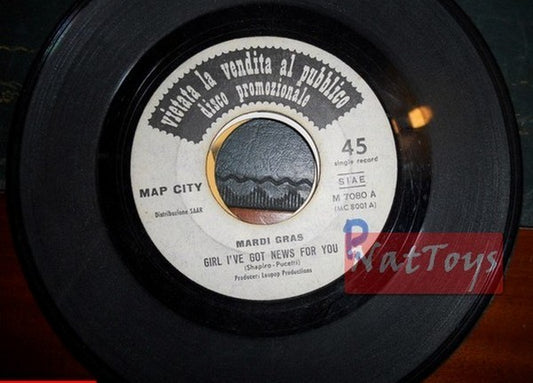 vietata la vendita al pubblico
disco promozionale
MAP CITY
45
single record
SIAE
Distribuzione SAAR
M 7080 A
(MC 8001 A)
MARDI GRAS
GIRL I'VE GOT NEWS FOR YOU
(Shapiro-Pucetti)
Producer: Loupop Productions
NatToys